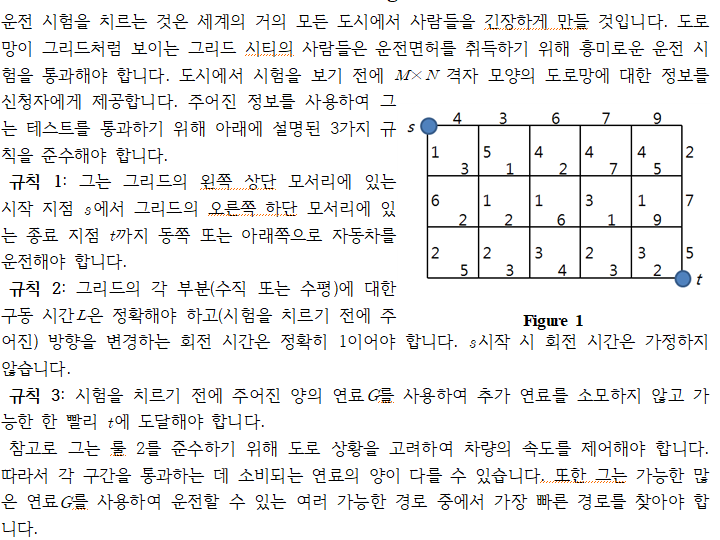 운전 시험을 치르는 것은 세계의 거의 모든 도시에서 사람들을 긴장하게 만들 것입니다. 도로
망이 그리드처럼 보이는 그리드 시티의 사람들은 운전면허를 취득하기 위해 흥미로운 운전 시
험을 통과해야 합니다. 도시에서 시험을 보기 전에 M×N 격자 모양의 도로망에 대한 정보를
신청자에게 제공합니다. 주어진 정보를 사용하여 그
는 테스트를 통과하기 위해 아래에 설명된 3가지 규
칙을 준수해야 합니다.
규칙 1: 그는 그리드의 왼쪽 상단 모서리에 있는
시작 지점 s에서 그리드의 오른쪽 하단 모서리에 있
는 종료 지점 t까지 동쪽 또는 아래쪽으로 자동차를
운전해야 합니다.
규칙 2: 그리드의 각 부분(수직 또는 수평)에 대한
구동 시간L은 정확해야 하고(시험을 치르기 전에 주
어진) 방향을 변경하는 회전 시간은 정확히 1이어야 합니다. s시작 시 회전 시간은 가정하지
않습니다.
규칙 3: 시험을 치르기 전에 주어진 양의 연료G를 사용하여 추가 연료를 소모하지 않고 가
능한 한 빨리 t에 도달해야 합니다.
참고로 그는 룰 2를 준수하기 위해 도로 상황을 고려하여 차량의 속도를 제어해야 합니다.
따라서 각 구간을 통과하는 데 소비되는 연료의 양이 다를 수 있습니다. 또한 그는 가능한 많
은 연료G를 사용하여 운전할 수 있는 여러 가능한 경로 중에서 가장 빠른 경로를 찾아야 합
니다.
s 4 3 6 7 9
1 5 4 4 4 2
3 1 2 7 5
6 1 1 3 1 7
2 2 6 1 9
2 2 3 2 3 5
5 3 4 3 2 t
Figure 1